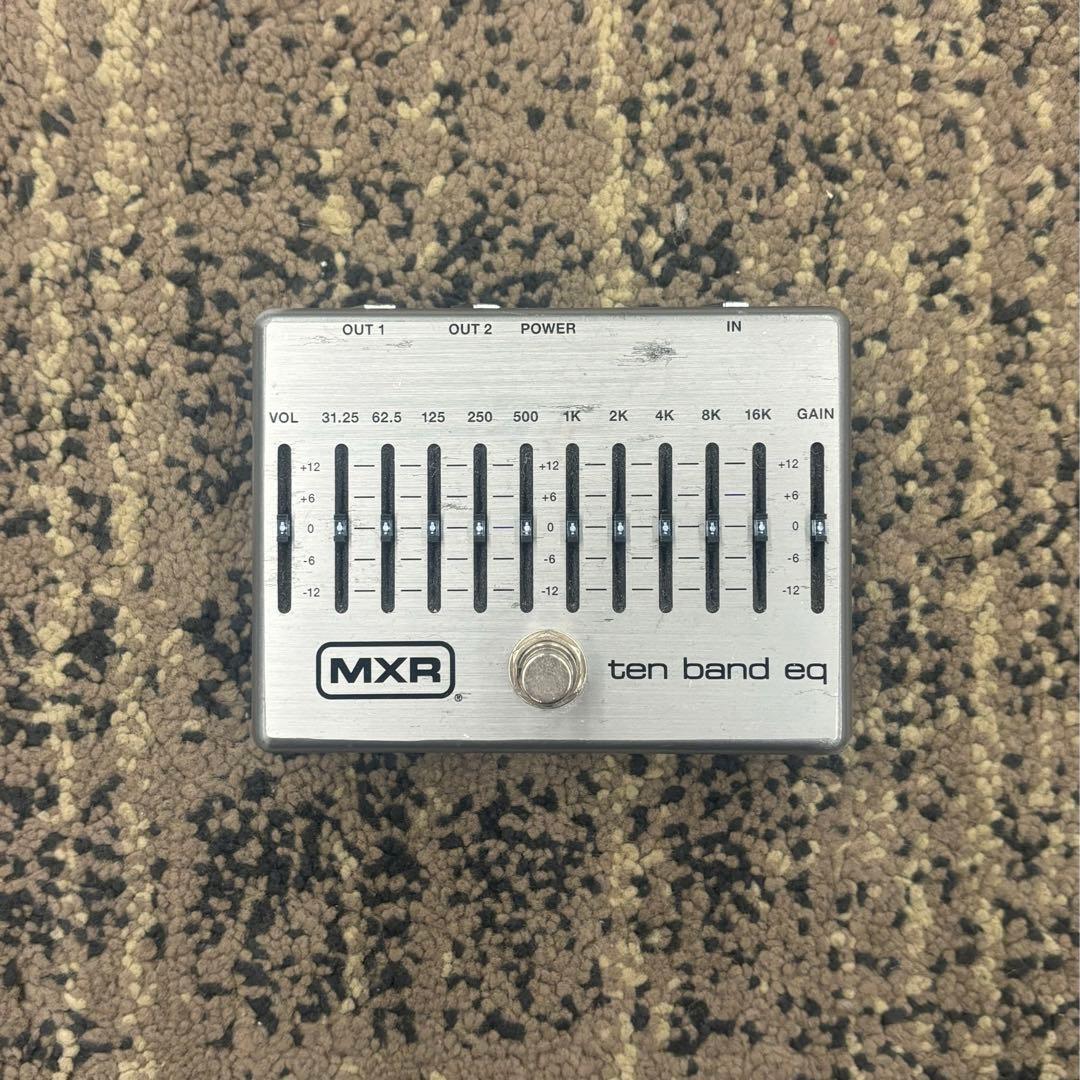 OUT 1 OUT 2 POWER IN
VOL 31.25 62.5 125 250 500 1K 2K 4K 8K 16K GAIN
+12 +12 +12
+6 +6 +6
0 0 0
-6 -6 -6
-12 -12 -12
MXR® ten band eq